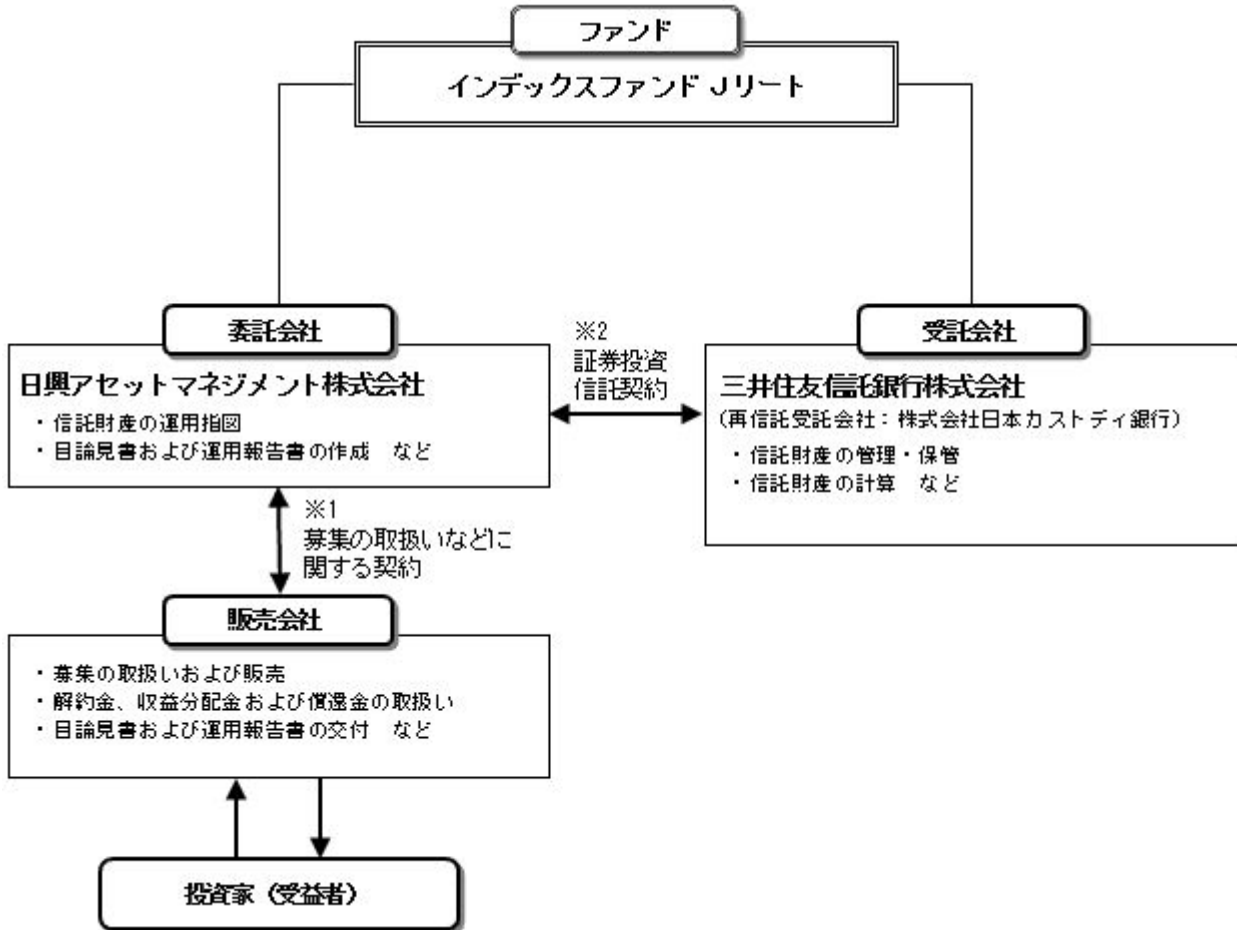 ファンド
インデックスファンドJリート
委託会社
日興アセットマネジメント株式会社
・信託財産の運用指図
・目論見書および運用報告書の作成　など
※2
証券投資
信託契約
受託会社
三井住友信託銀行株式会社
(再信託受託会社：株式会社日本カストディ銀行)
・信託財産の管理・保管
・信託財産の計算　など
※1
募集の取扱いなどに
関する契約
販売会社
・募集の取扱いおよび販売
・解約金、収益分配金および償還金の取扱い
・目論見書および運用報告書の交付　など
投資家（受益者）